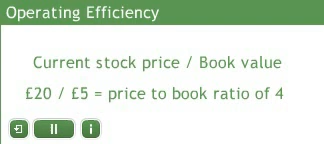 Operating Efficiency
Current stock price / Book value
£20 / £5 = price to book ratio of 4